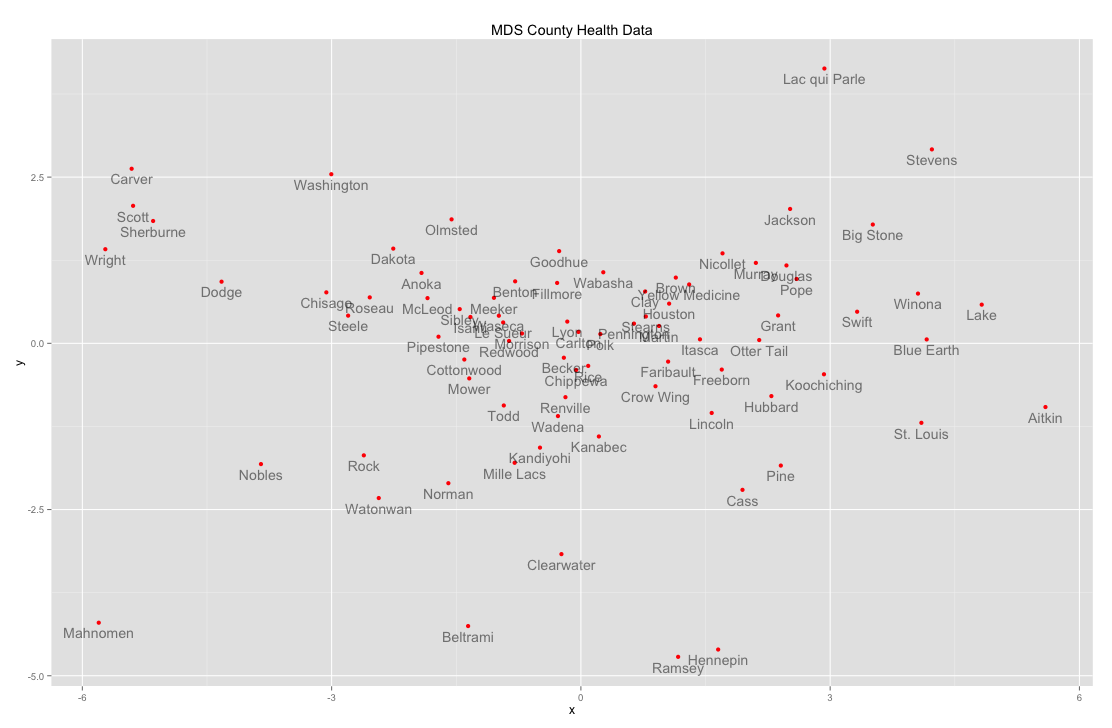 MDS County Health Data
Lac qui Parle
Stevens
Carver
Washington
Scott
Sherburne
Jackson
Olmsted
Big Stone
Wright
Dakota
Goodhue
Nicollet
Murray
Douglas
Anoka
Wabasha
Pope
Dodge
Benton
Fillmore
Brown
Yellow Medicine
Chisago
Roseau
McLeod
Meeker
Clay
Winona
Houston
Lake
Sibley
Steele
Isanti
Waseca
Stearns
Grant
Swift
Le Sueur
Lyon
Pennington
Martin
Pipestone
Morrison
Carlton
Polk
Redwood
Itasca
Otter Tail
Blue Earth
Cottonwood
Becker
Rice
Faribault
Chippewa
Freeborn
Koochiching
Mower
Crow Wing
Renville
Hubbard
Todd
Wadena
Lincoln
Aitkin
St. Louis
Kanabec
Kandiyohi
Mille Lacs
Nobles
Rock
Pine
Norman
Watonwan
Cass
Clearwater
Mahnomen
Beltrami
Hennepin
Ramsey
2.5
0.0
-2.5
-5.0
y
-6
-3
0
3
6
x